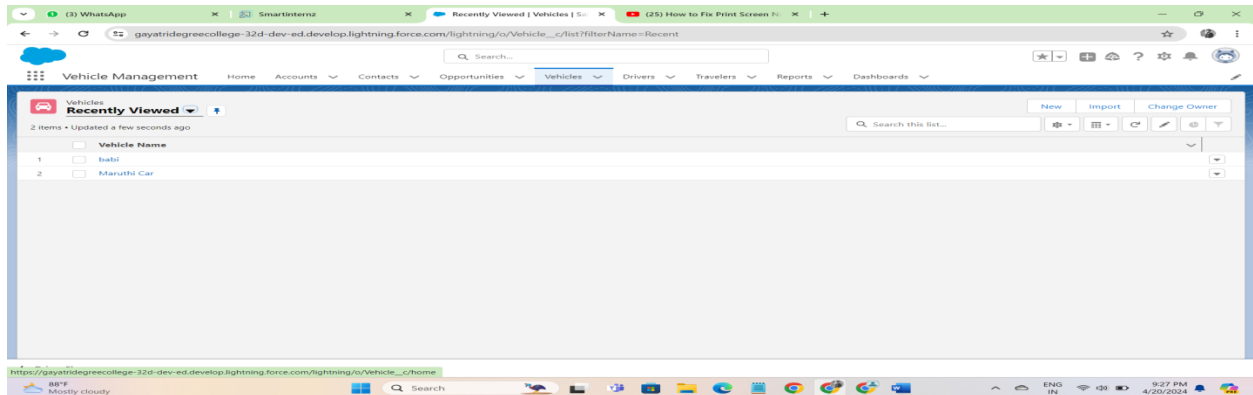 (3) WhatsApp
Smartinternz
Recently Viewed | Vehicles | Sa
(25) How to Fix Print Screen N
gayatridegreecollege-32d-dev-ed.develop.lightning.force.com/lightning/o/Vehicle__c/list?filterName=Recent
Search...
Vehicle Management Home Accounts Contacts Opportunities Vehicles Drivers Travelers Reports Dashboards
Vehicles
Recently Viewed
New Import Change Owner
2 items • Updated a few seconds ago
Search this list...
Vehicle Name
1 babi
2 Maruthi Car
https://gayatridegreecollege-32d-dev-ed.develop.lightning.force.com/lightning/o/Vehicle__c/home
88°F
Mostly cloudy
Search
ENG
IN
9:27 PM
4/20/2024